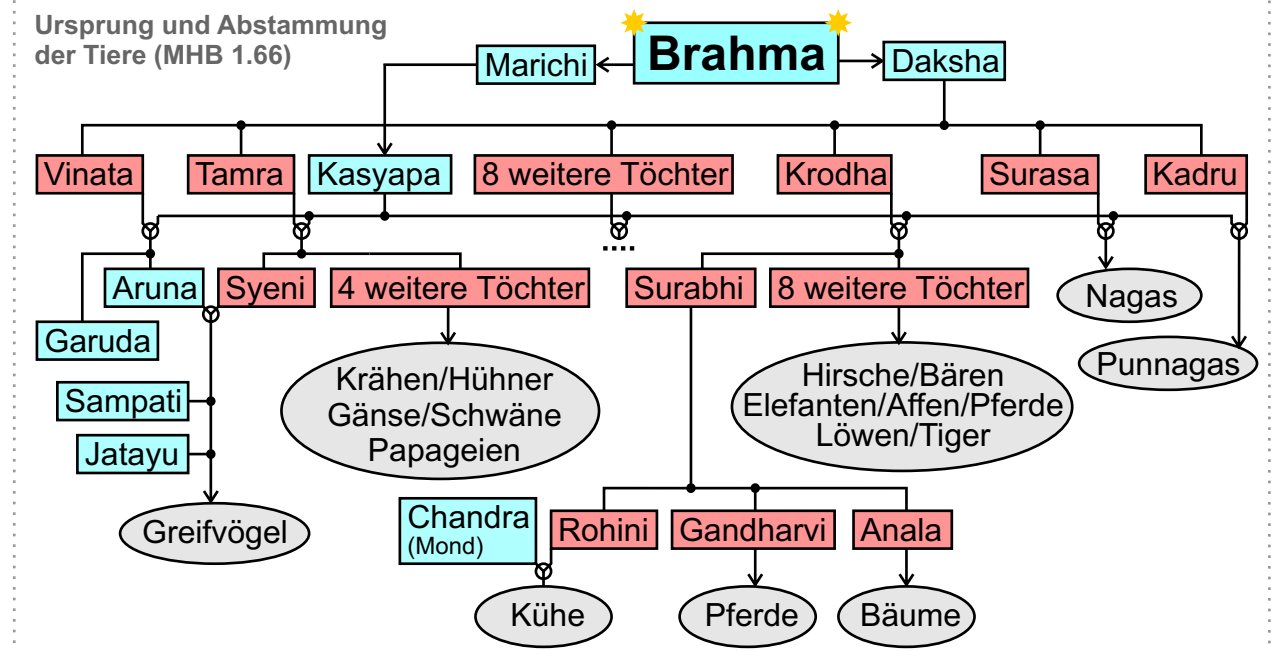 Ursprung und Abstammung
der Tiere (MHB 1.66)
Marichi
Brahma
Daksha
Vinata
Tamra
Kasyapa
8 weitere Töchter
Krodha
Surasa
Kadru
.....
Aruna
Syeni
4 weitere Töchter
Surabhi
8 weitere Töchter
Nagas
Garuda
Punnagas
Krähen/Hühner
Gänse/Schwäne
Papageien
Hirsche/Bären
Elefanten/Affen/Pferde
Löwen/Tiger
Sampati
Jatayu
Greifvögel
Chandra
(Mond)
Rohini
Gandharvi
Anala
Kühe
Pferde
Bäume